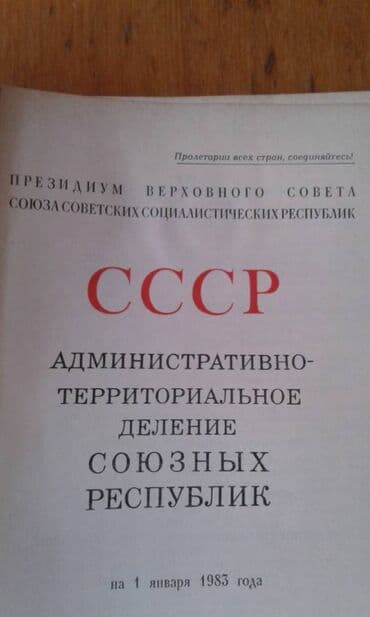 Пролетарии всех стран, соединяйтесь!
ПРЕЗИДИУМ ВЕРХОВНОГО СОВЕТА
СОЮЗА СОВЕТСКИХ СОЦИАЛИСТИЧЕСКИХ РЕСПУБЛИК
СССР
АДМИНИСТРАТИВНО-
ТЕРРИТОРИАЛЬНОЕ
ДЕЛЕНИЕ
СОЮЗНЫХ
РЕСПУБЛИК
на 1 января 1983 года